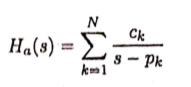 $$H_a(s) = \sum_{k=1}^{N} \frac{c_k}{s - p_k}$$